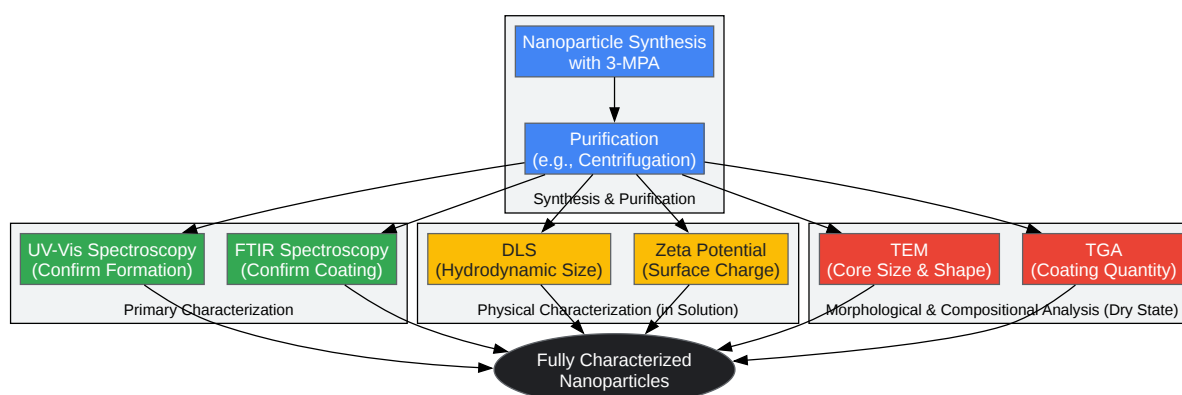 Nanoparticle Synthesis
with 3-MPA
Purification
(e.g., Centrifugation)
Synthesis & Purification
UV-Vis Spectroscopy
(Confirm Formation)
FTIR Spectroscopy
(Confirm Coating)
Primary Characterization
DLS
(Hydrodynamic Size)
Zeta Potential
(Surface Charge)
Physical Characterization (in Solution)
TEM
(Core Size & Shape)
TGA
(Coating Quantity)
Morphological & Compositional Analysis (Dry State)
Fully Characterized
Nanoparticles